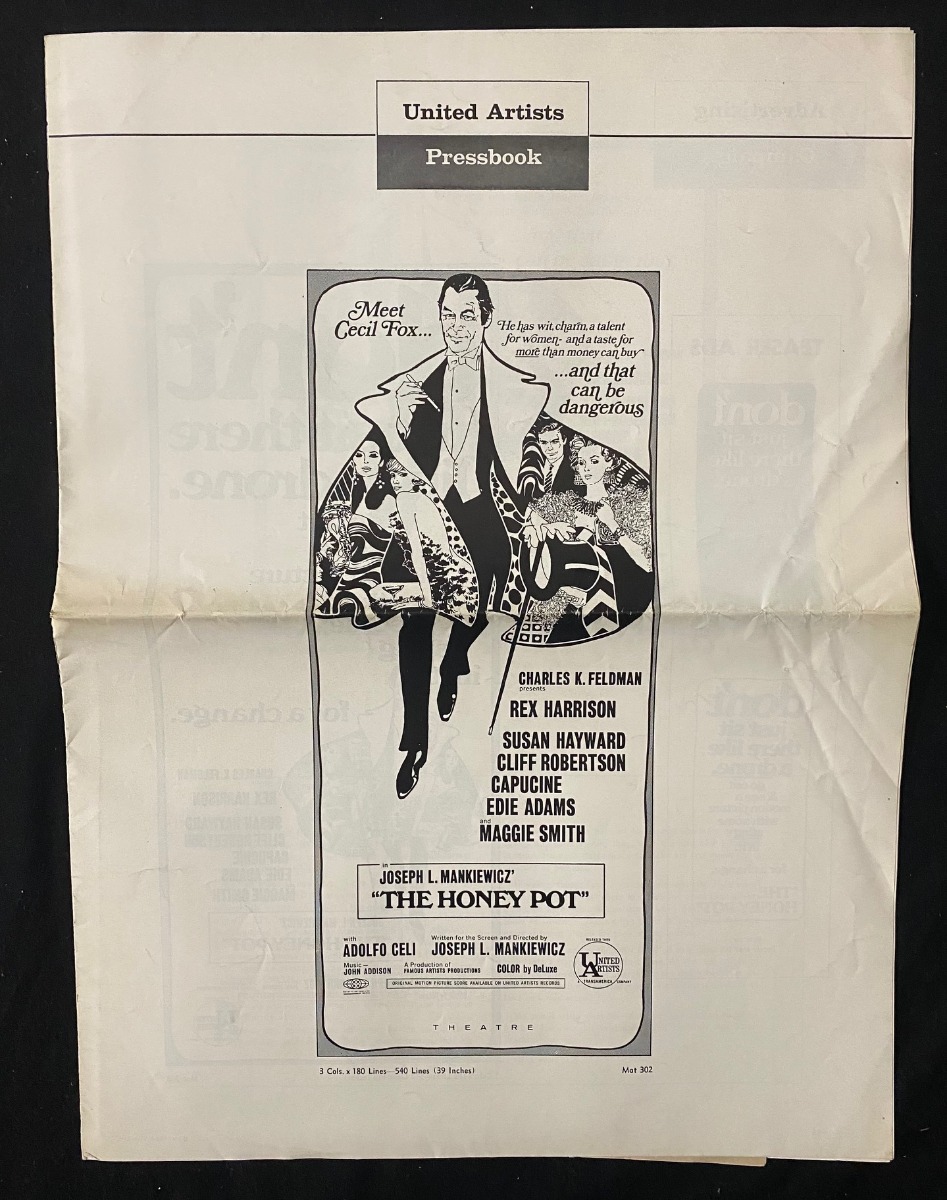 United Artists
Pressbook
Meet
Cecil Fox...
He has wit, charm, a talent
for women- and a taste for
more than money can buy
...and that
can be
dangerous
CHARLES K. FELDMAN
presents
REX HARRISON
SUSAN HAYWARD
CLIFF ROBERTSON
CAPUCINE
EDIE ADAMS
and
MAGGIE SMITH
in
JOSEPH L. MANKIEWICZ'
"THE HONEY POT"
with
ADOLFO CELI
Written for the Screen and Directed by
JOSEPH L. MANKIEWICZ
Music—
JOHN ADDISON
A Production of
FAMOUS ARTISTS PRODUCTIONS
COLOR by DeLuxe
UNITED
ARTISTS
TRANSAMERICA
ORIGINAL MOTION PICTURE SCORE AVAILABLE ON UNITED ARTISTS RECORDS
THEATRE
3 Cols. x 180 Lines—540 Lines (39 Inches)
Mat 302